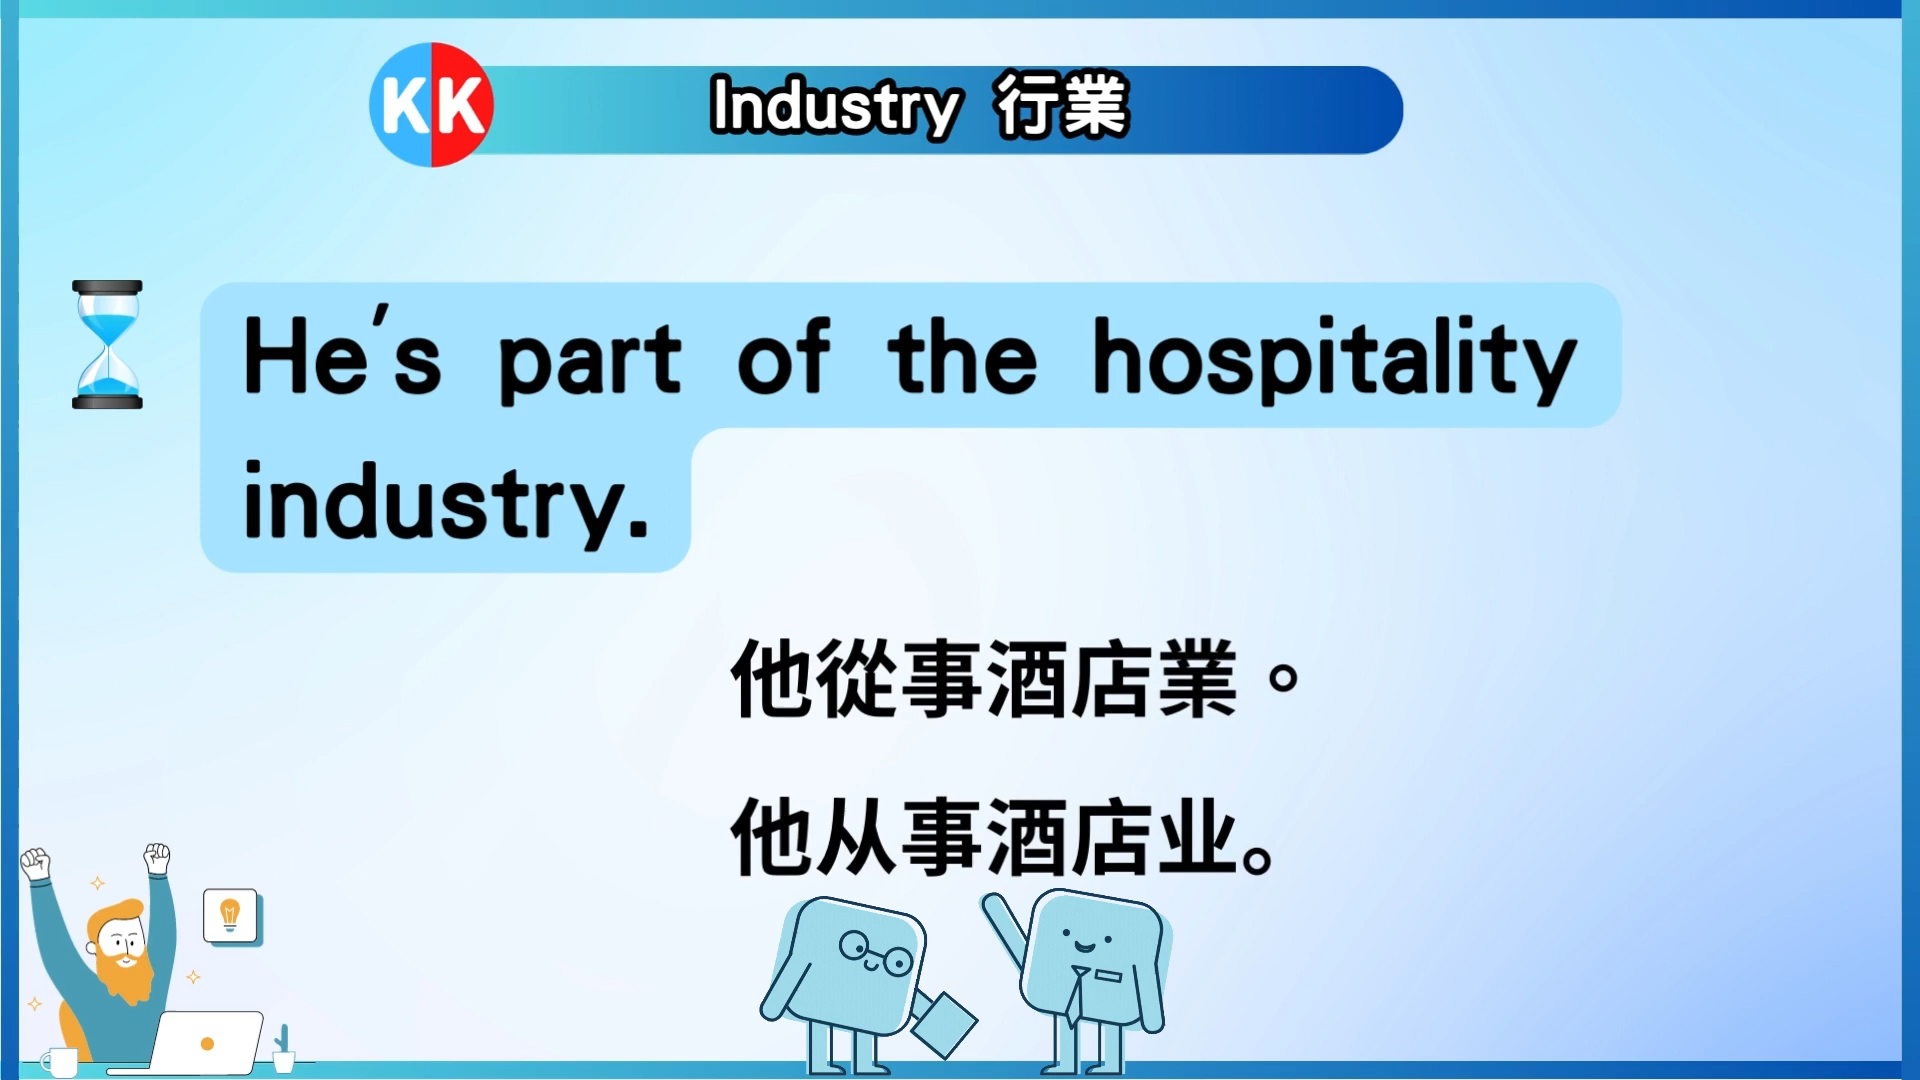 KK
Industry 行業
He's part of the hospitality
industry.
他從事酒店業。
他从事酒店业。